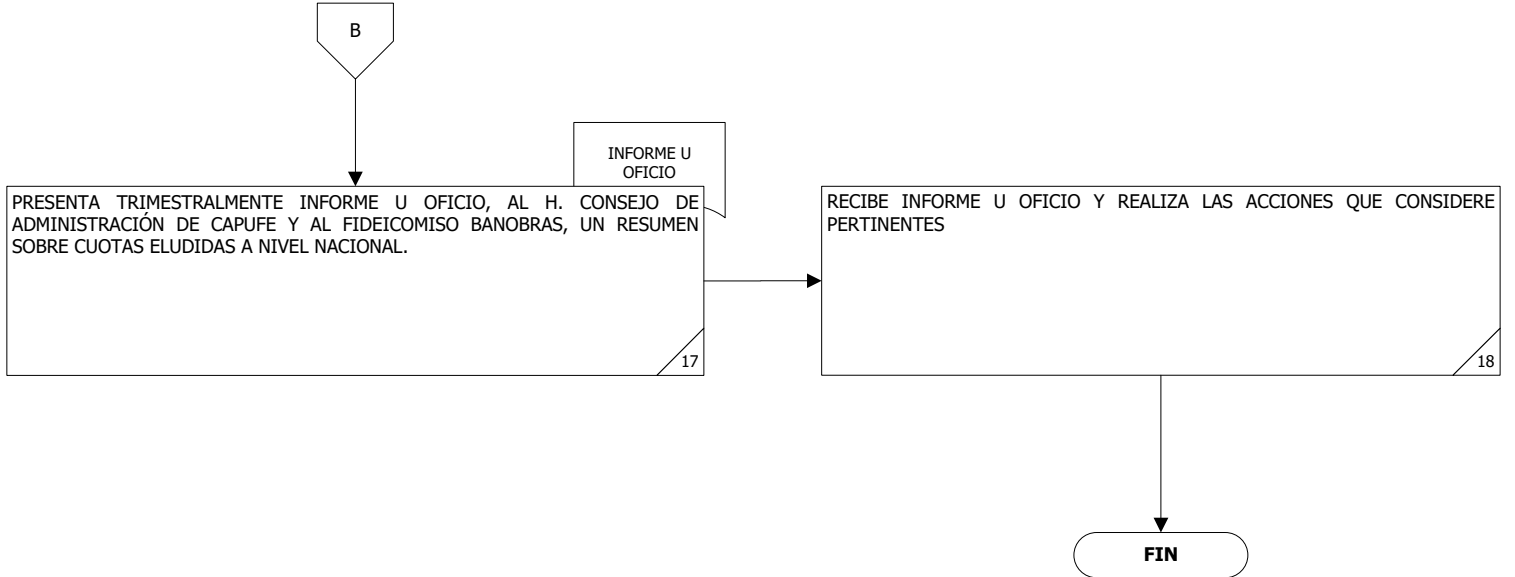 B
INFORME U
OFICIO
PRESENTA TRIMESTRALMENTE INFORME U OFICIO, AL H. CONSEJO DE
ADMINISTRACIÓN DE CAPUFE Y AL FIDEICOMISO BANOBRAS, UN RESUMEN
SOBRE CUOTAS ELUDIDAS A NIVEL NACIONAL.
17
RECIBE INFORME U OFICIO Y REALIZA LAS ACCIONES QUE CONSIDERE
PERTINENTES
18
FIN